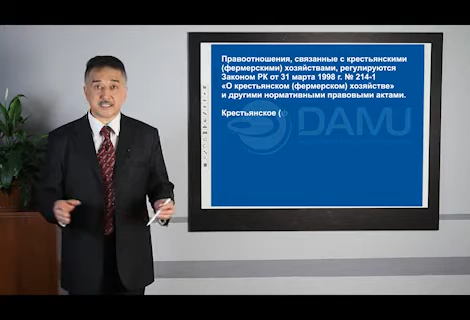 Правоотношения, связанные с крестьянскими
(фермерскими) хозяйствами, регулируются
Законом РК от 31 марта 1998 г. № 214-1
«О крестьянском (фермерском) хозяйстве»
и другими нормативными правовыми актами.
Крестьянское (
DAMU